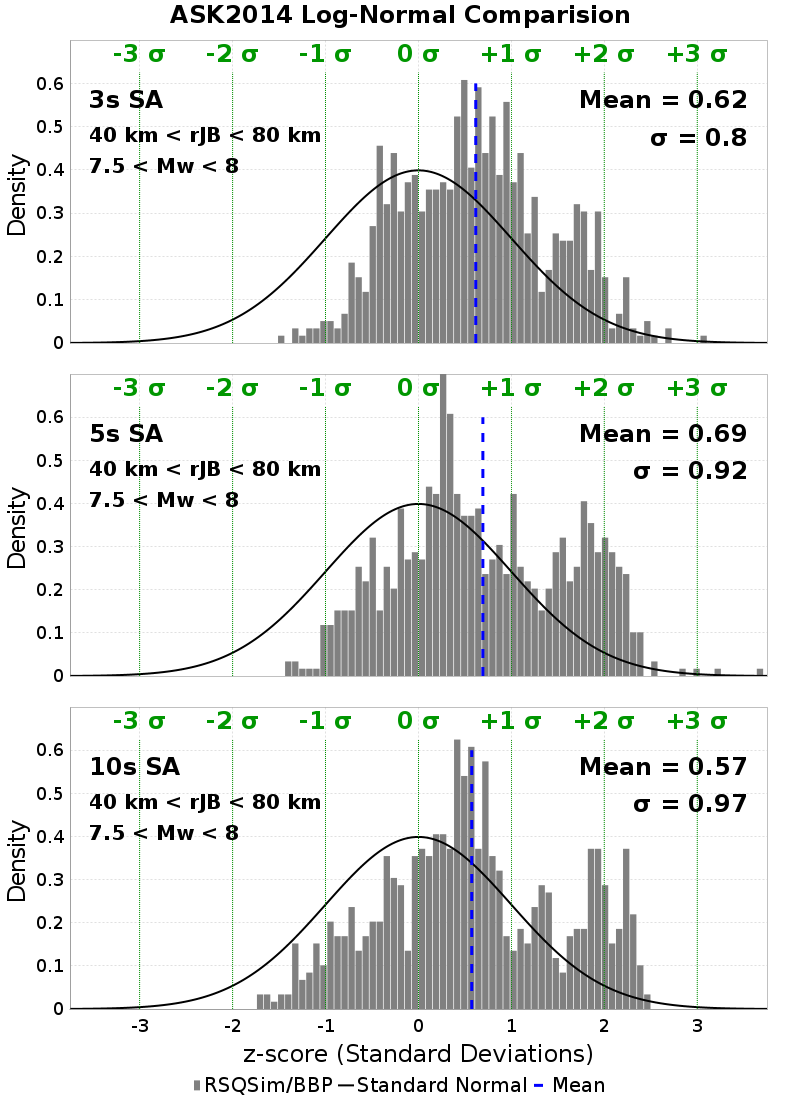 ASK2014 Log-Normal Comparision
-3 σ -2 σ -1 σ 0 σ +1 σ +2 σ +3 σ
3s SA
40 km < rJB < 80 km
7.5 < Mw < 8
Mean = 0.62
σ = 0.8
0.6
0.5
0.4
0.3
0.2
0.1
0
Density
-3 σ -2 σ -1 σ 0 σ +1 σ +2 σ +3 σ
5s SA
40 km < rJB < 80 km
7.5 < Mw < 8
Mean = 0.69
σ = 0.92
0.6
0.5
0.4
0.3
0.2
0.1
0
Density
-3 σ -2 σ -1 σ 0 σ +1 σ +2 σ +3 σ
10s SA
40 km < rJB < 80 km
7.5 < Mw < 8
Mean = 0.57
σ = 0.97
0.6
0.5
0.4
0.3
0.2
0.1
0
Density
-3 -2 -1 0 1 2 3
z-score (Standard Deviations)
RSQSim/BBP Standard Normal Mean